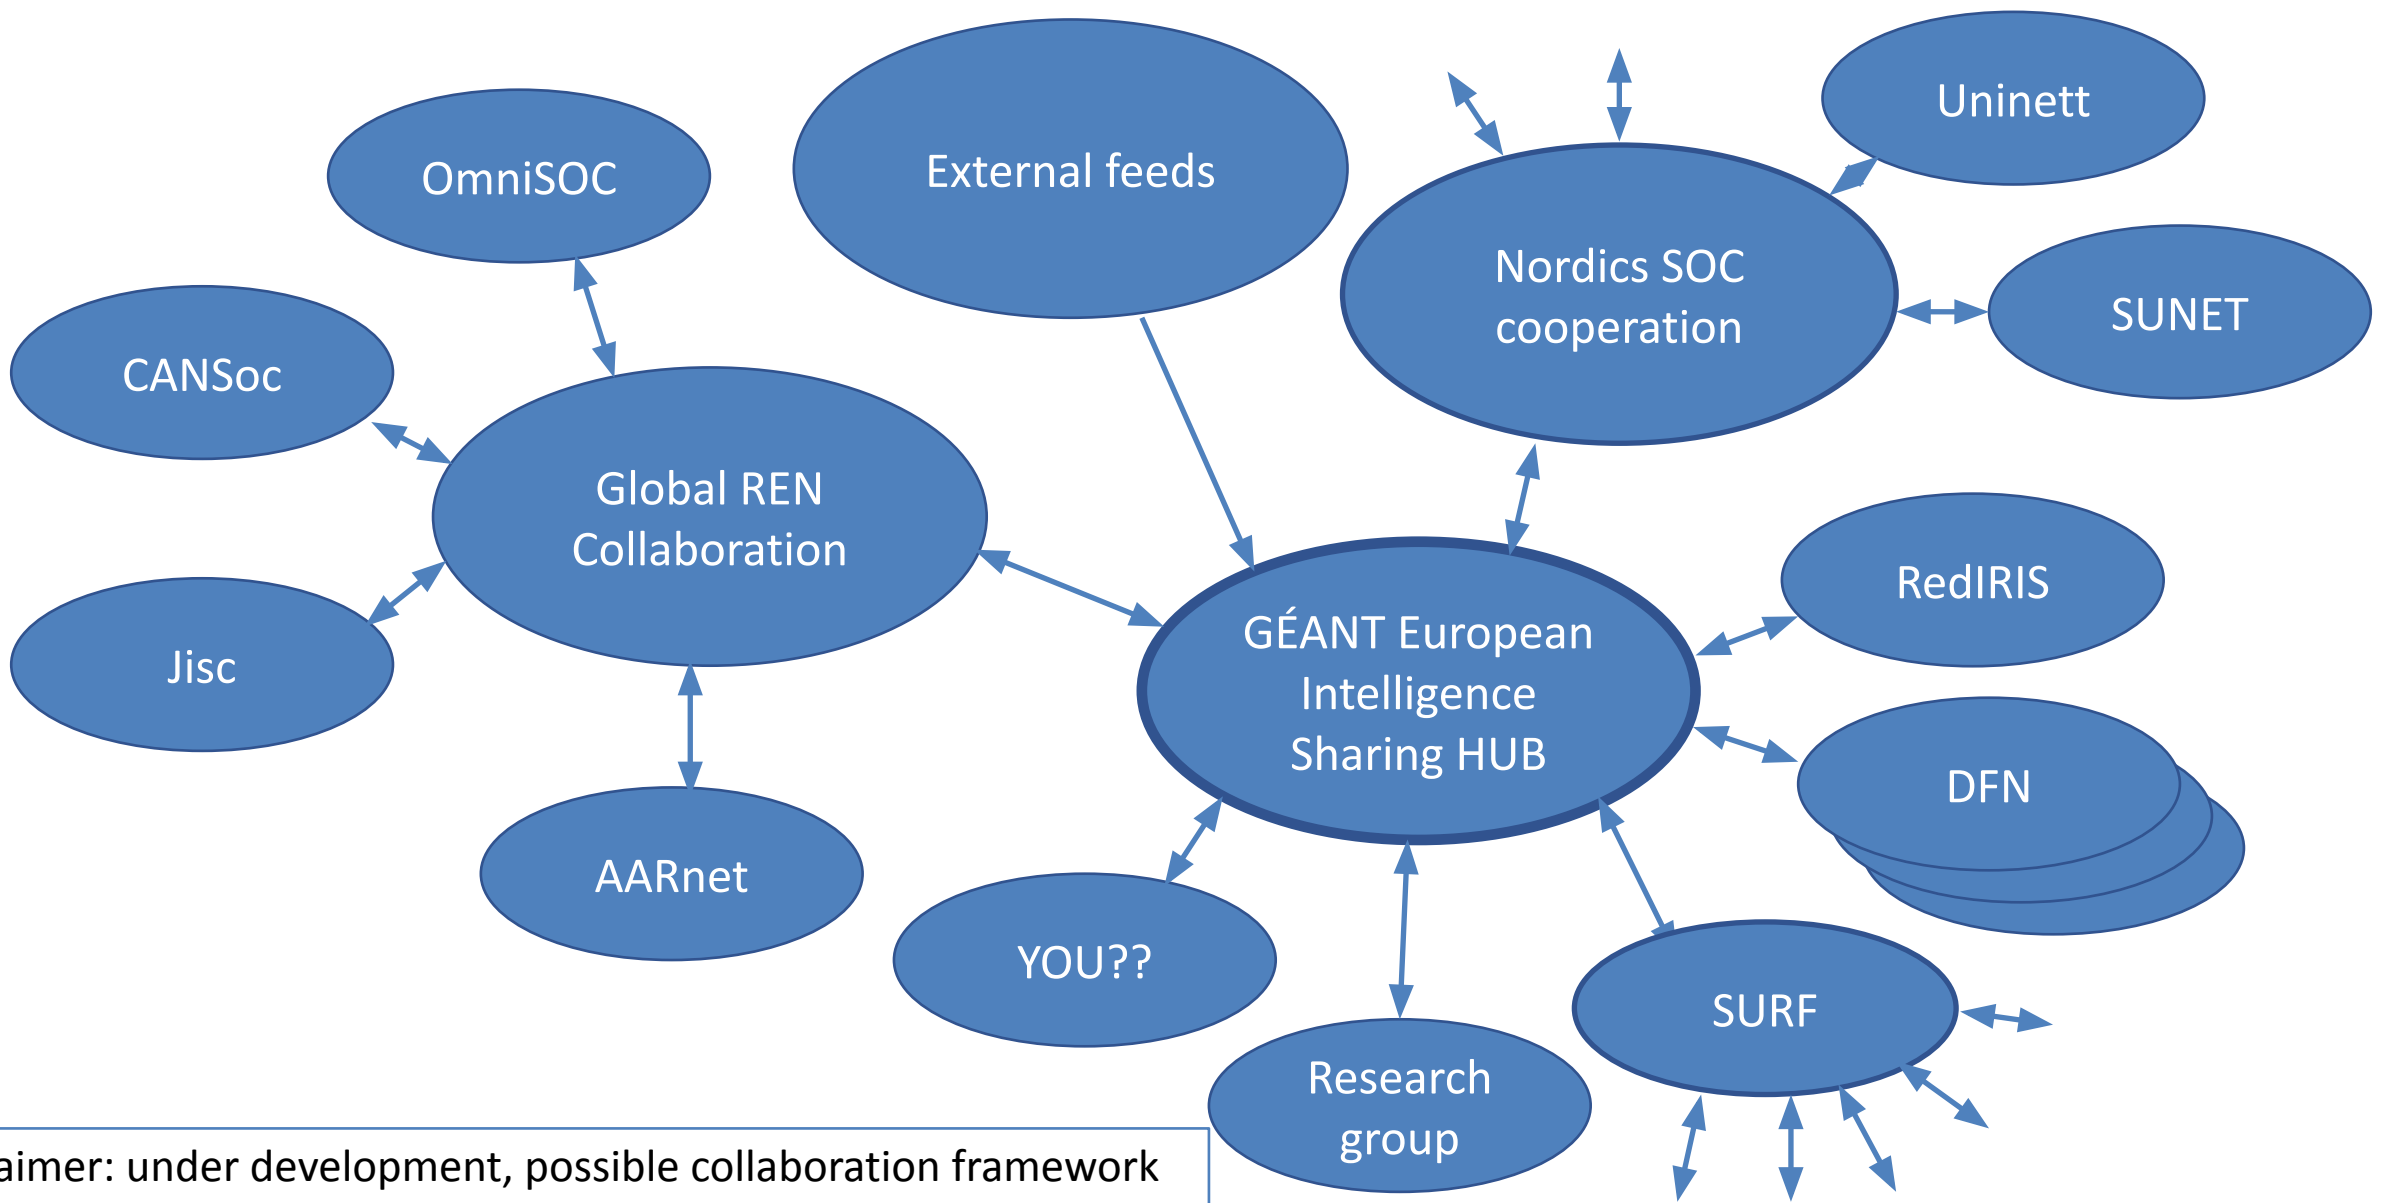 Uninett
External feeds
OmniSOC
Nordics SOC
cooperation
SUNET
CANSoc
Global REN
Collaboration
RedIRIS
GÉANT European
Intelligence
Sharing HUB
Jisc
DFN
AARnet
YOU??
SURF
Research
group
aimer: under development, possible collaboration framework